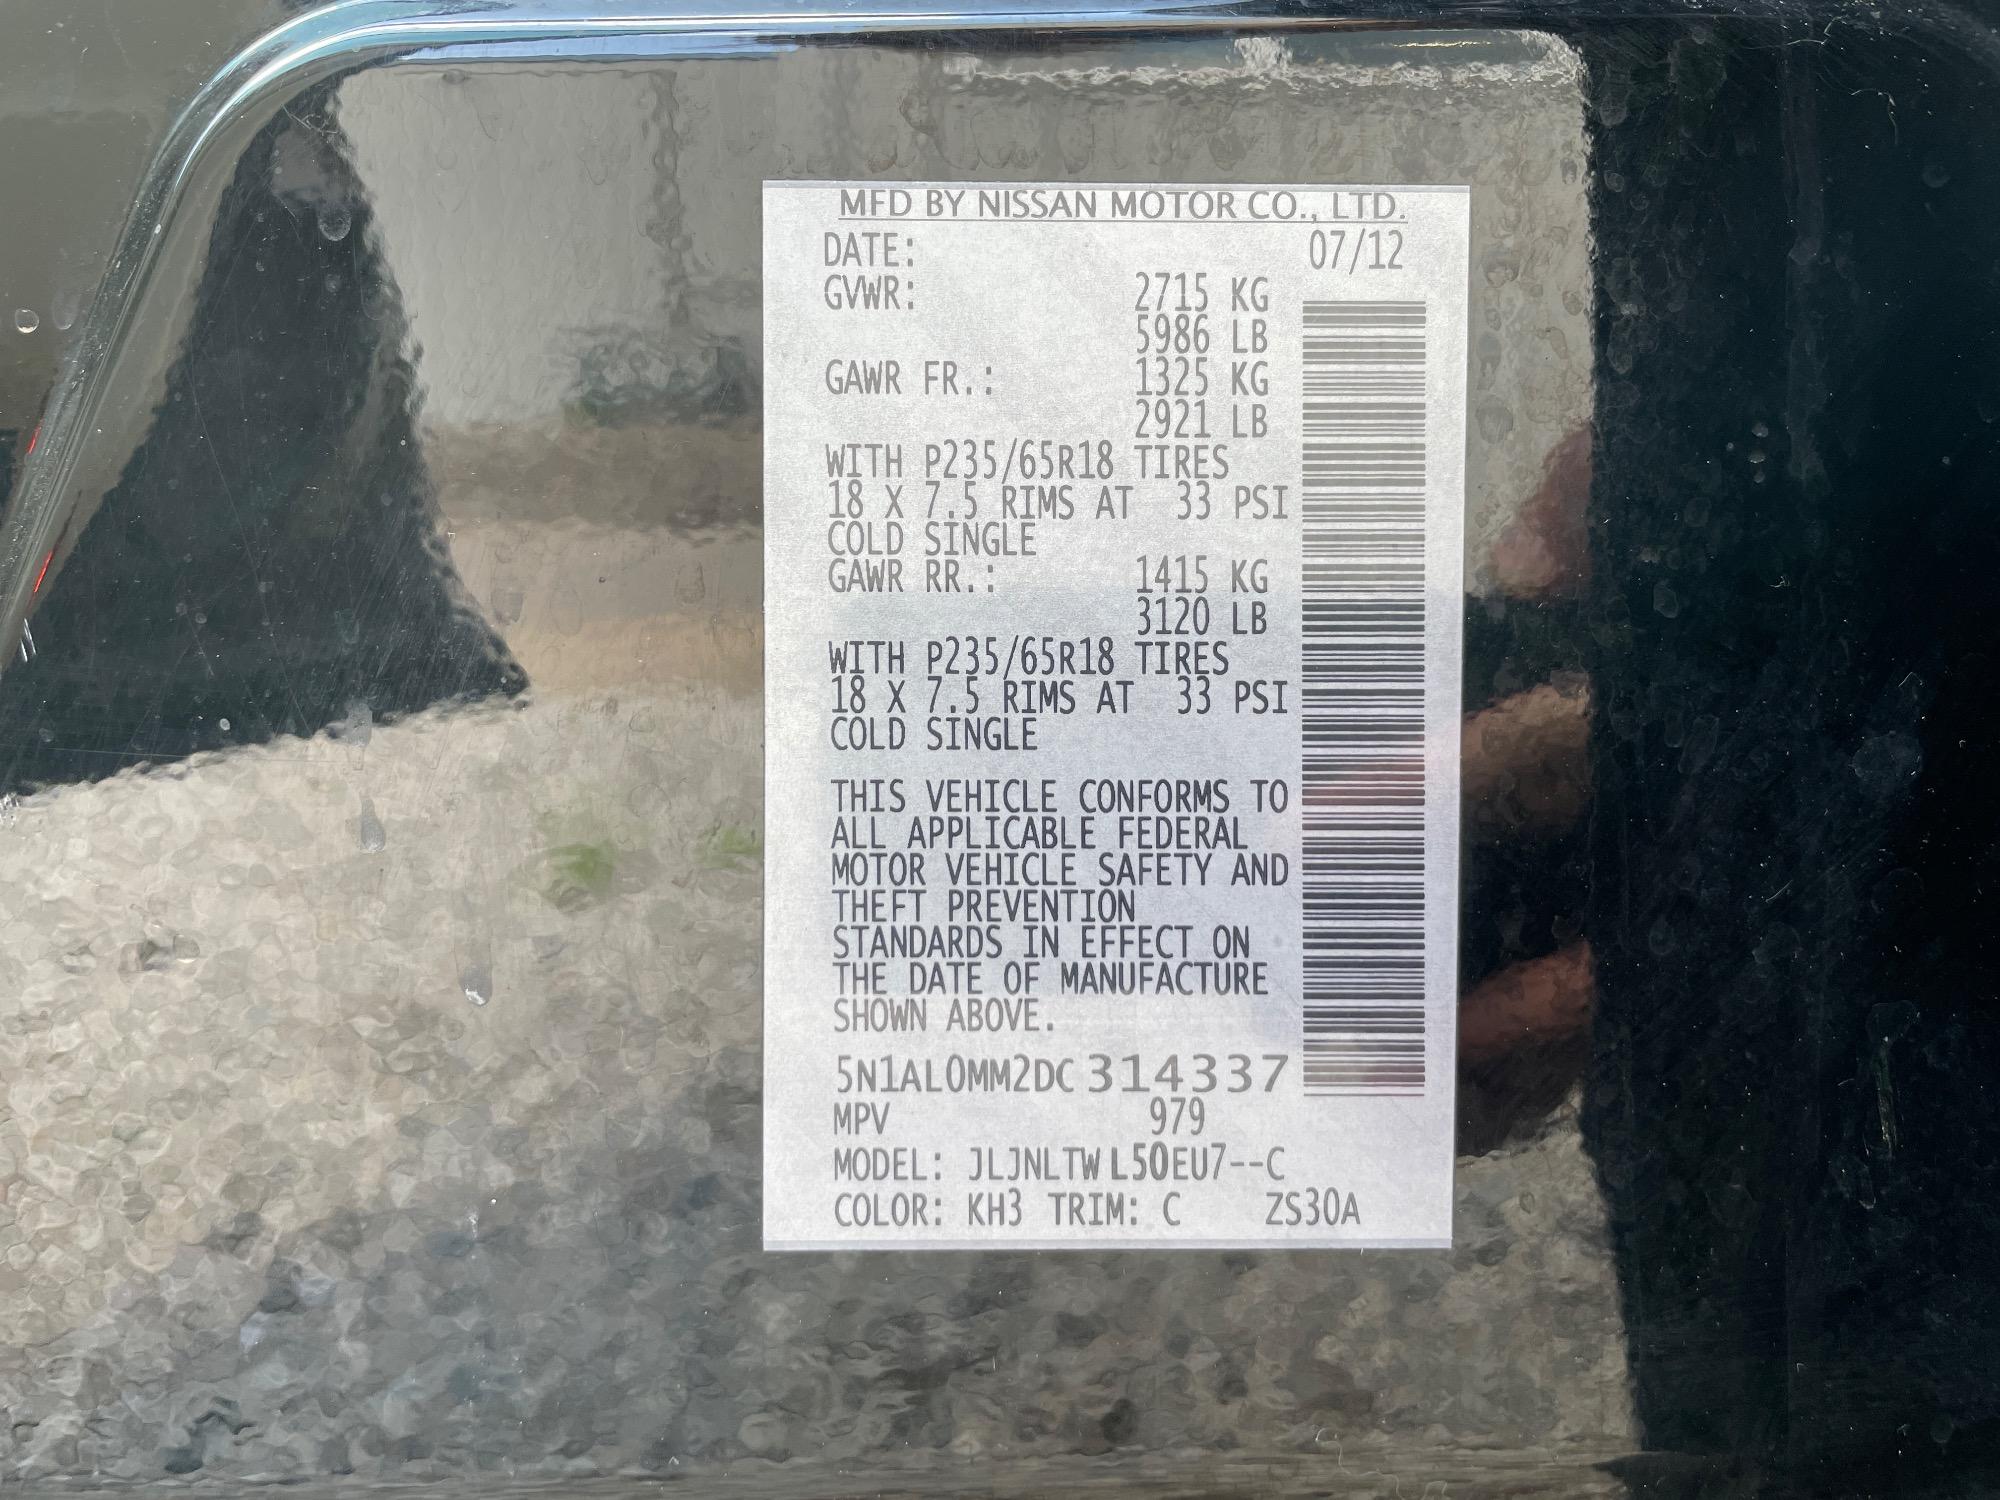 MFD BY NISSAN MOTOR CO., LTD.
DATE: 07/12
GVWR: 2715 KG
5986 LB
GAWR FR.: 1325 KG
2921 LB
WITH P235/65R18 TIRES
18 X 7.5 RIMS AT 33 PSI
COLD SINGLE
GAWR RR.: 1415 KG
3120 LB
WITH P235/65R18 TIRES
18 X 7.5 RIMS AT 33 PSI
COLD SINGLE
THIS VEHICLE CONFORMS TO
ALL APPLICABLE FEDERAL
MOTOR VEHICLE SAFETY AND
THEFT PREVENTION
STANDARDS IN EFFECT ON
THE DATE OF MANUFACTURE
SHOWN ABOVE.
5N1AL0MM2DC314337
MPV 979
MODEL: JLJNLTWL50EU7--C
COLOR: KH3 TRIM: C ZS30A